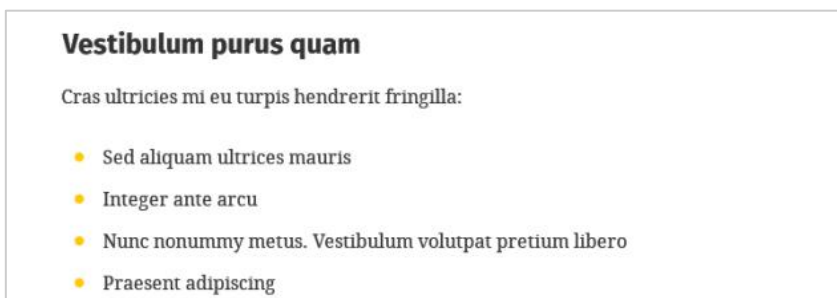 Vestibulum purus quam
Cras ultricies mi eu turpis hendrerit fringilla:
Sed aliquam ultrices mauris
Integer ante arcu
Nunc nonummy metus. Vestibulum volutpat pretium libero
Praesent adipiscing